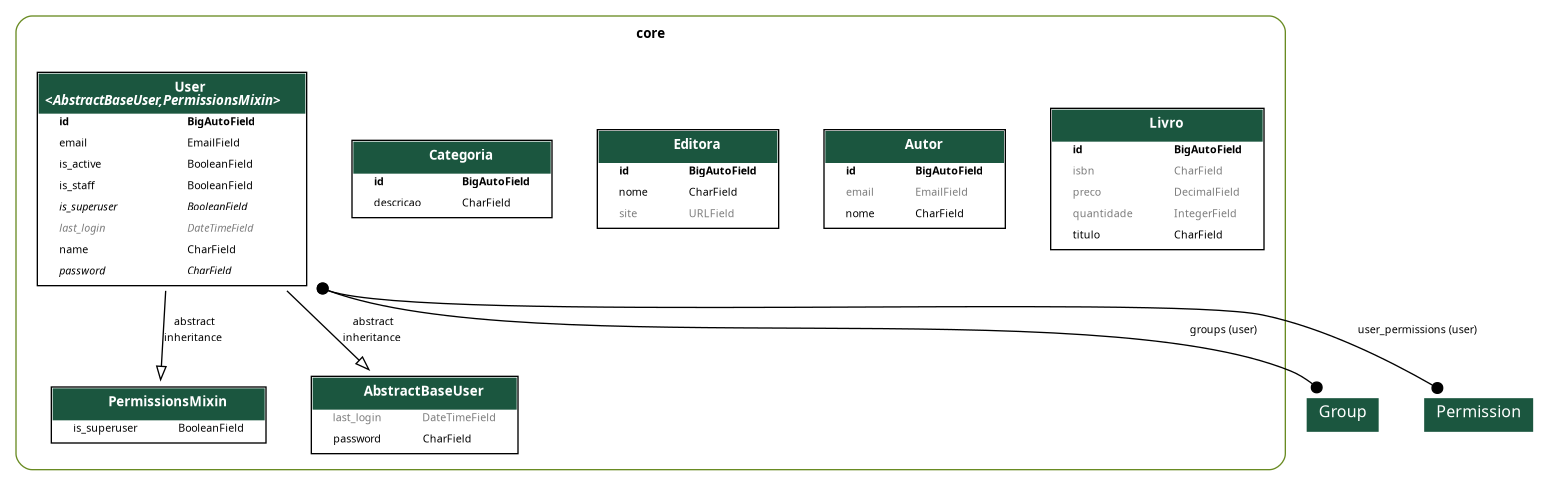 core
User
<AbstractBaseUser,PermissionsMixin>
id BigAutoField
email EmailField
is_active BooleanField
is_staff BooleanField
is_superuser BooleanField
last_login DateTimeField
name CharField
password CharField
Categoria
id BigAutoField
descricao CharField
Editora
id BigAutoField
nome CharField
site URLField
Autor
id BigAutoField
email EmailField
nome CharField
Livro
id BigAutoField
isbn CharField
preco DecimalField
quantidade IntegerField
titulo CharField
abstract
inheritance
abstract
inheritance
groups (user)
user_permissions (user)
PermissionsMixin
is_superuser BooleanField
AbstractBaseUser
last_login DateTimeField
password CharField
Group
Permission